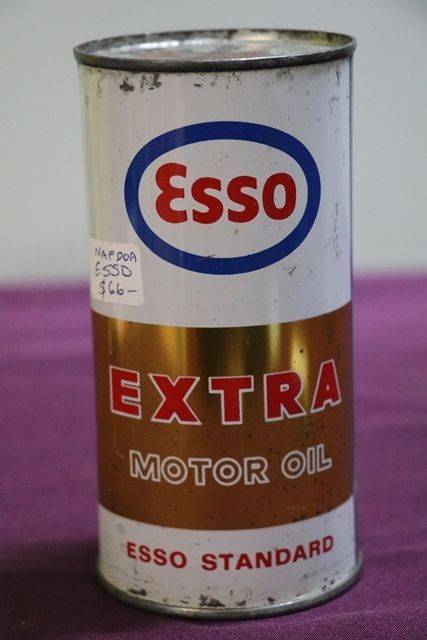 Esso
NAFDOA
ESSO
$66-
EXTRA
MOTOR OIL
ESSO STANDARD